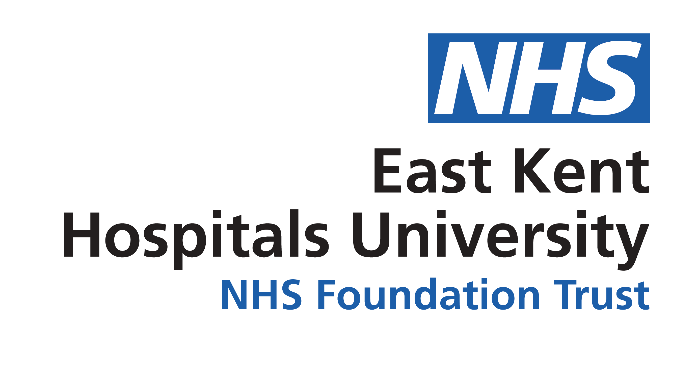 NHS
East Kent
Hospitals University
NHS Foundation Trust